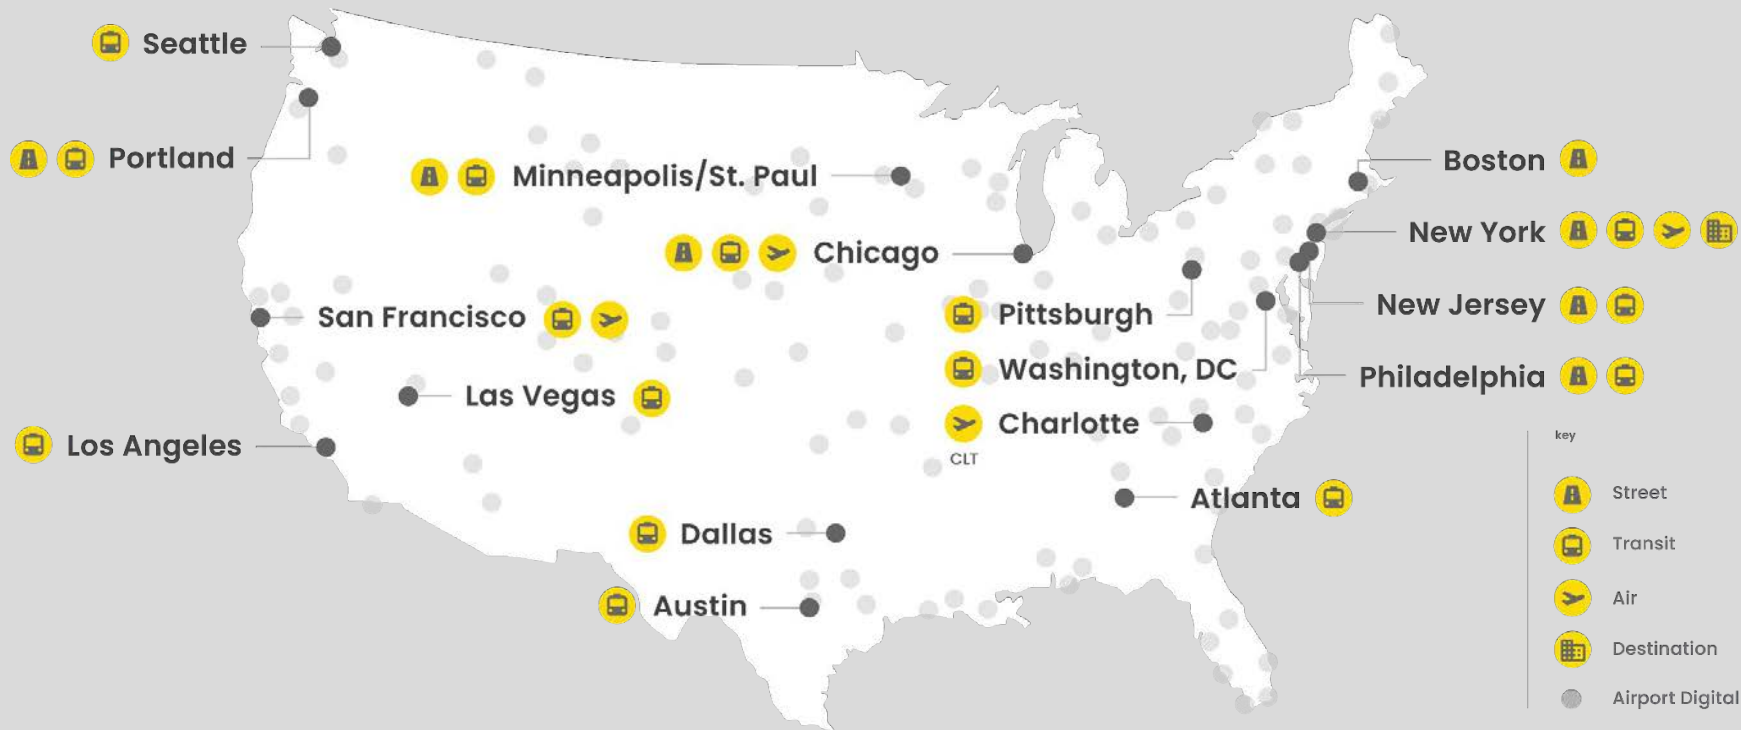 Seattle
Portland
Minneapolis/St. Paul
Boston
New York
Chicago
New Jersey
San Francisco
Pittsburgh
Washington, DC
Philadelphia
Las Vegas
Charlotte
CLT
Los Angeles
Atlanta
Dallas
Austin
key
Street
Transit
Air
Destination
Airport Digital